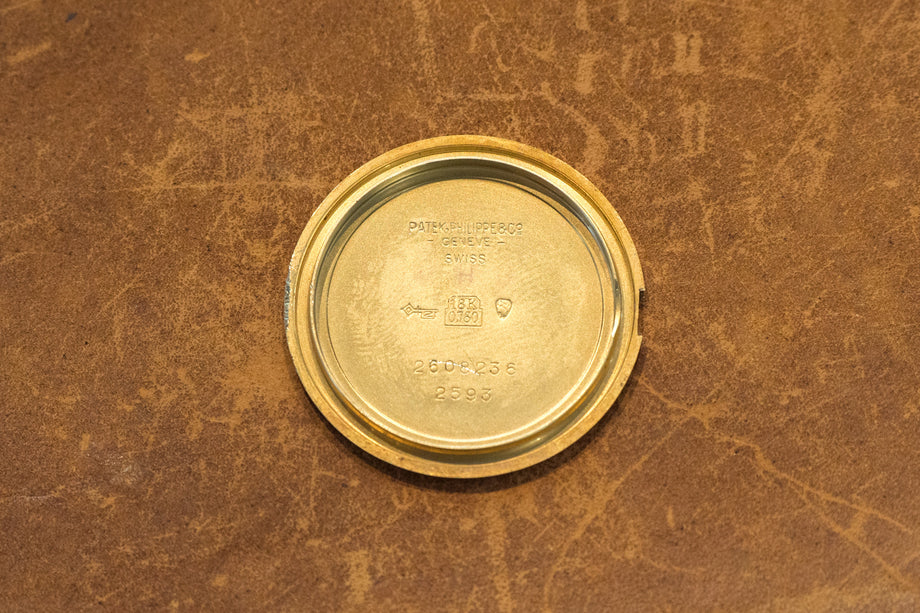 PATEK, PHILIPPE & Cº
- GENEVE -
SWISS
18K
0.750
2608236
2593